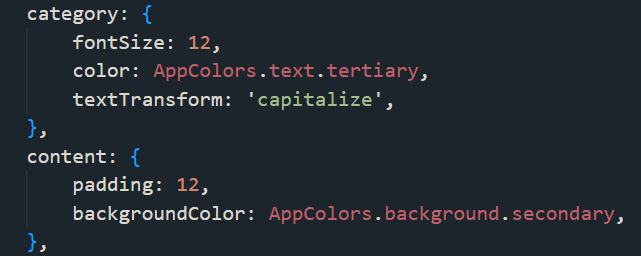 category: {
    fontSize: 12,
    color: AppColors.text.tertiary,
    textTransform: 'capitalize',
},
content: {
    padding: 12,
    backgroundColor: AppColors.background.secondary,
},